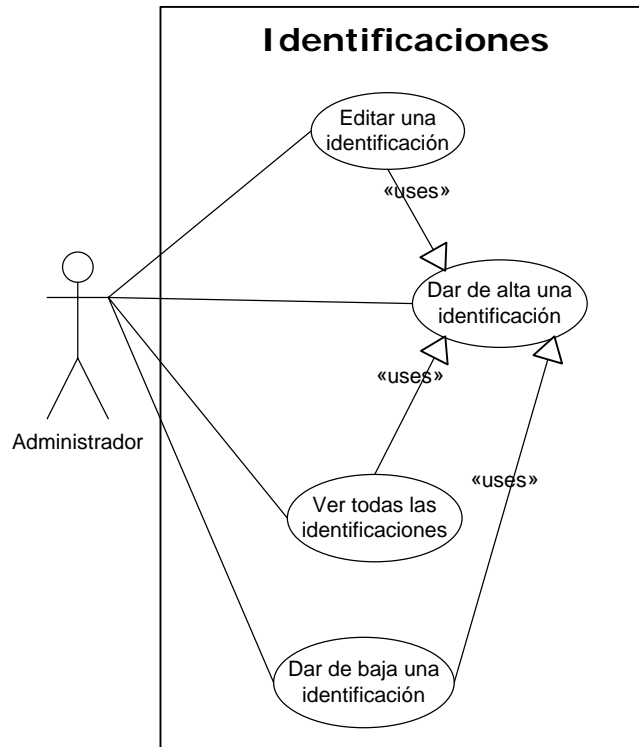 Identificaciones
Editar una
identificación
«uses»
Dar de alta una
identificación
«uses»
Administrador
Ver todas las
identificaciones
«uses»
Dar de baja una
identificación